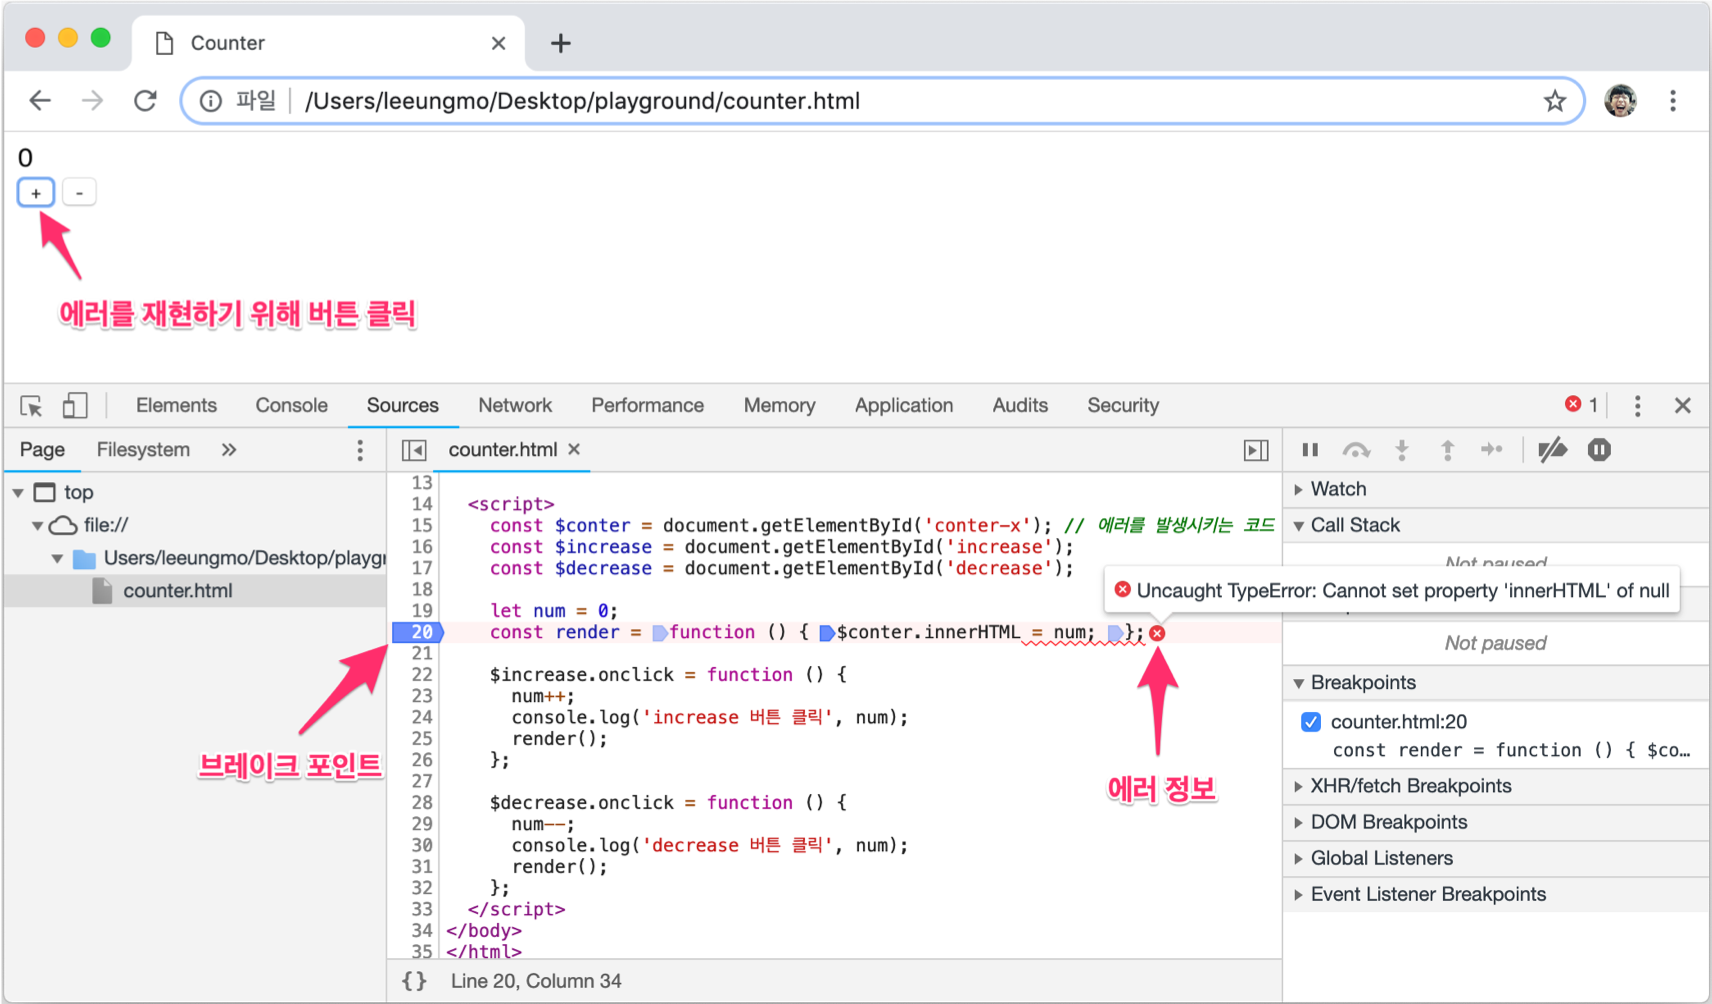 Counter
파일 /Users/leeungmo/Desktop/playground/counter.html
0
+ -
에러를 재현하기 위해 버튼 클릭
Elements Console Sources Network Performance Memory Application Audits Security 1
Page Filesystem » counter.html
top
file://
Users/leeungmo/Desktop/playgr
counter.html
13
14 <script>
15 const $conter = document.getElementById('conter-x'); // 에러를 발생시키는 코드
16 const $increase = document.getElementById('increase');
17 const $decrease = document.getElementById('decrease');
18
19 let num = 0;
20 const render = function () { $conter.innerHTML = num; };
21
22 $increase.onclick = function () {
23 num++;
24 console.log('increase 버튼 클릭', num);
25 render();
26 };
27
28 $decrease.onclick = function () {
29 num--;
30 console.log('decrease 버튼 클릭', num);
31 render();
32 };
33 </script>
34 </body>
35 </html>
{} Line 20, Column 34
브레이크 포인트
에러 정보
Uncaught TypeError: Cannot set property 'innerHTML' of null
Watch
Call Stack
Not paused
Not paused
Breakpoints
counter.html:20
const render = function () { $co…
XHR/fetch Breakpoints
DOM Breakpoints
Global Listeners
Event Listener Breakpoints